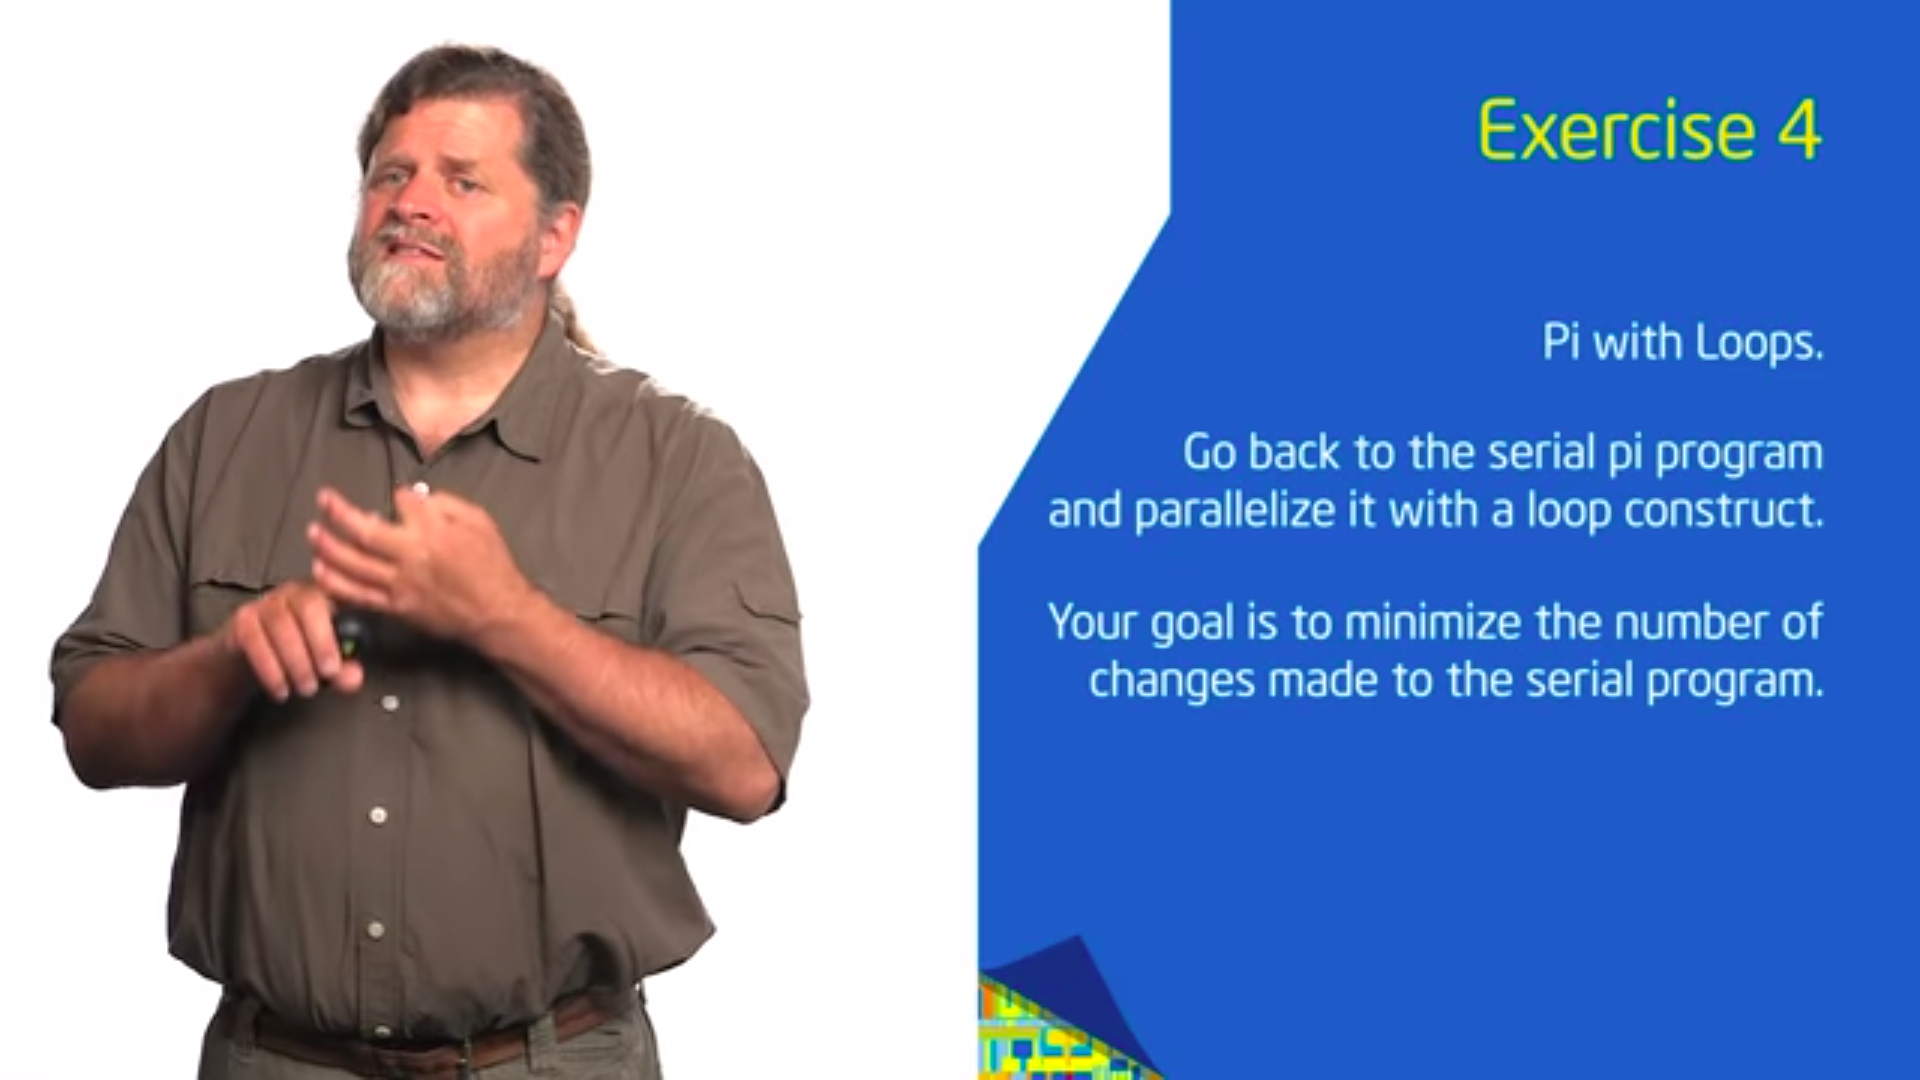 Exercise 4
Pi with Loops.
Go back to the serial pi program
and parallelize it with a loop construct.
Your goal is to minimize the number of
changes made to the serial program.